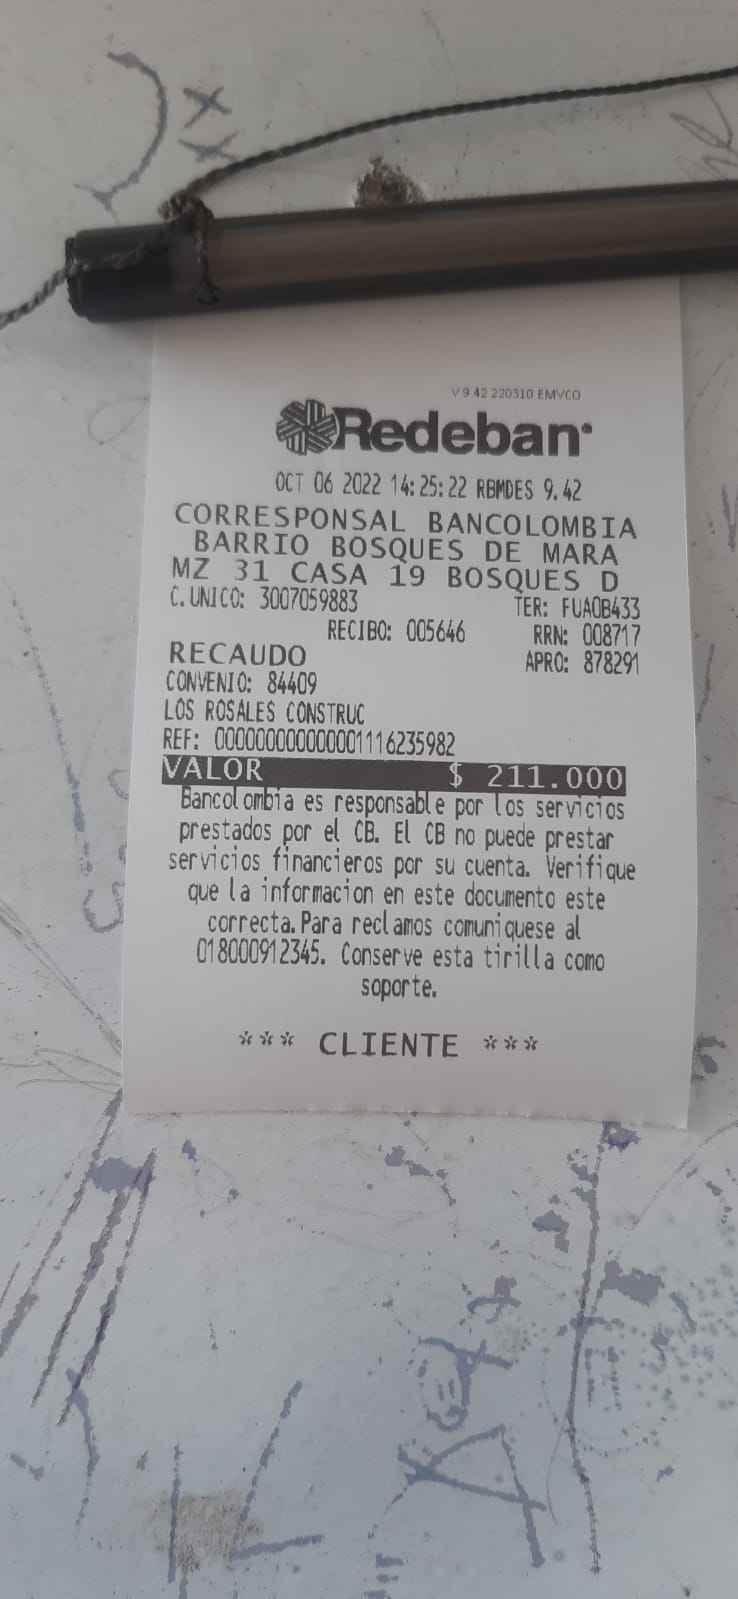 V 9.42 220310 EMVCO
Redeban
OCT 06 2022 14:25:22 RBMDES 9.42
CORRESPONSAL BANCOLOMBIA
BARRIO BOSQUES DE MARA
MZ 31 CASA 19 BOSQUES D
C. UNICO: 3007059883 TER: FUAOB433
RECIBO: 005646 RRN: 008717
RECAUDO APRO: 878291
CONVENIO: 84409
LOS ROSALES CONSTRUC
REF: 000000000000001116235982
VALOR $ 211.000
Bancolombia es responsable por los servicios
prestados por el CB. El CB no puede prestar
servicios financieros por su cuenta. Verifique
que la informacion en este documento este
correcta. Para reclamos comuniquese al
018000912345. Conserve esta tirilla como
soporte.
*** CLIENTE ***